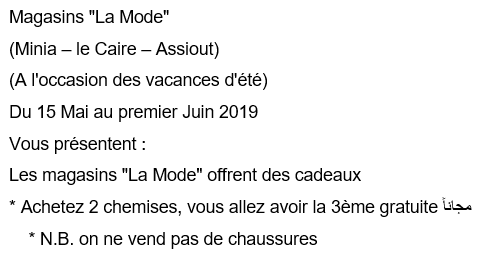 Magasins "La Mode"
(Minia – le Caire – Assiout)
(A l'occasion des vacances d'été)
Du 15 Mai au premier Juin 2019
Vous présentent :
Les magasins "La Mode" offrent des cadeaux
* Achetez 2 chemises, vous allez avoir la 3ème gratuite مجاناً
* N.B. on ne vend pas de chaussures